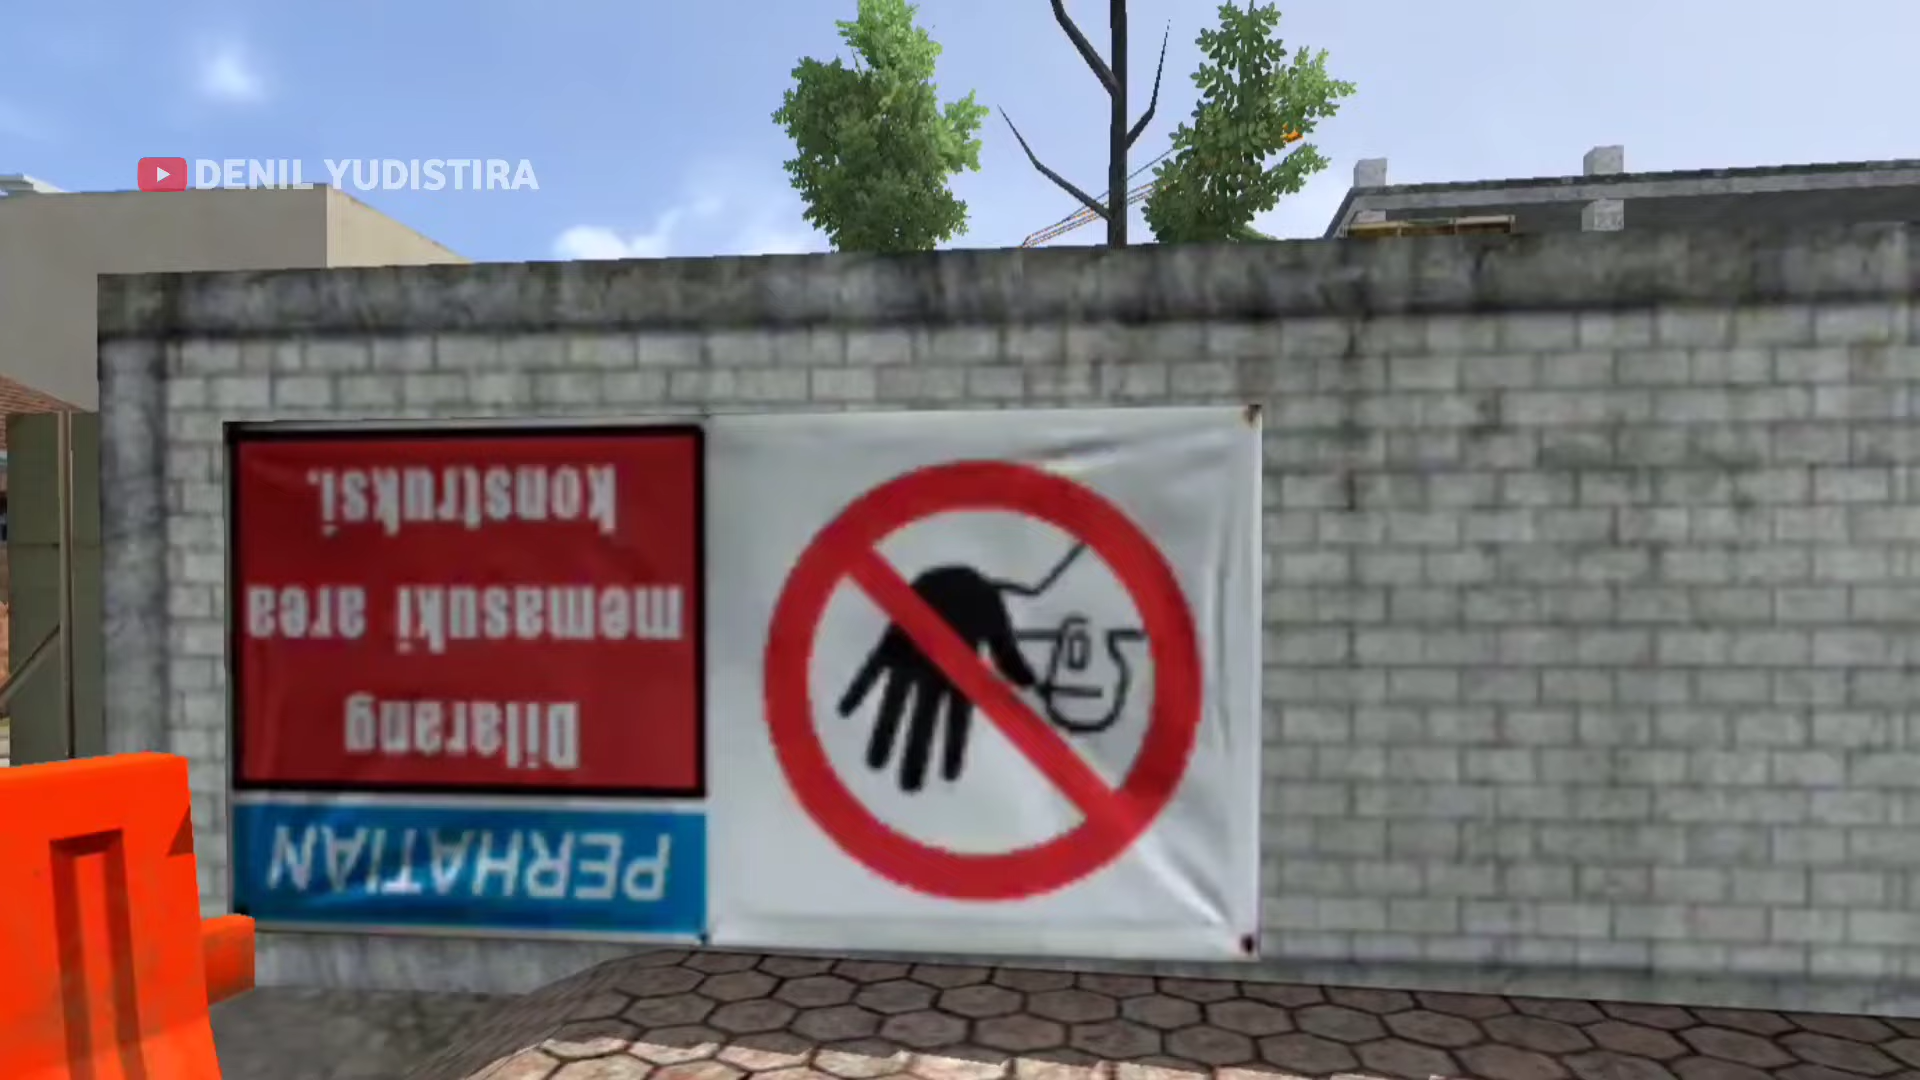 DENIL YUDISTIRA
PERHATIAN
Dilarang
memasuki area
konstruksi.